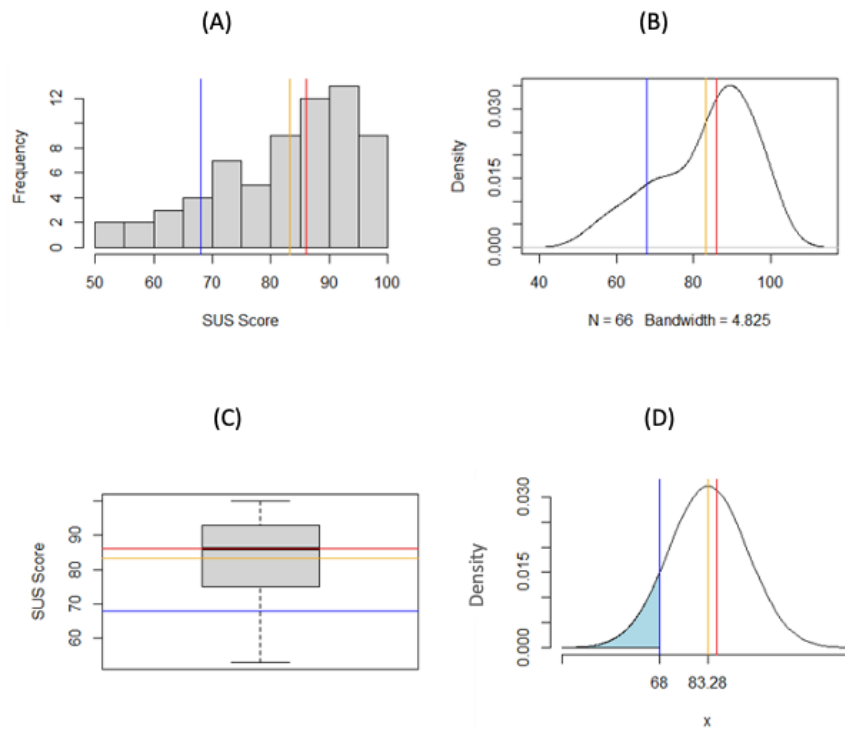 (A)
Frequency
12
8
6
4
2
0
50 60 70 80 90 100
SUS Score
(B)
Density
0.030
0.015
0.000
40 60 80 100
N = 66 Bandwidth = 4.825
(C)
SUS Score
90
80
70
60
(D)
Density
0.030
0.015
0.000
68 83.28
x